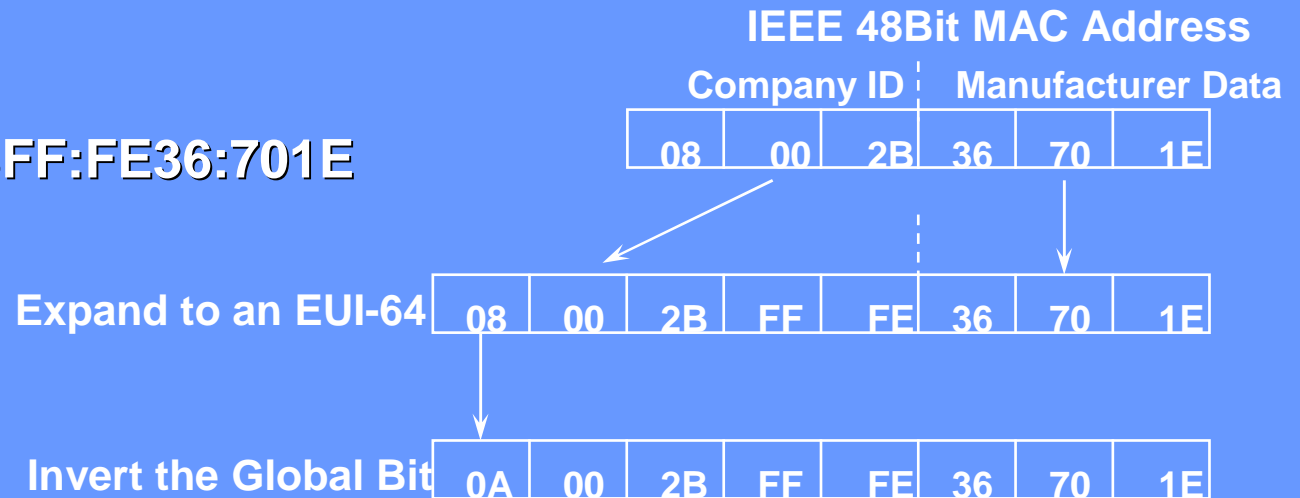 IEEE 48Bit MAC Address
Company ID Manufacturer Data
FF:FE36:701E
08 00 2B 36 70 1E
Expand to an EUI-64 08 00 2B FF FE 36 70 1E
Invert the Global Bit 0A 00 2B FF FE 36 70 1E